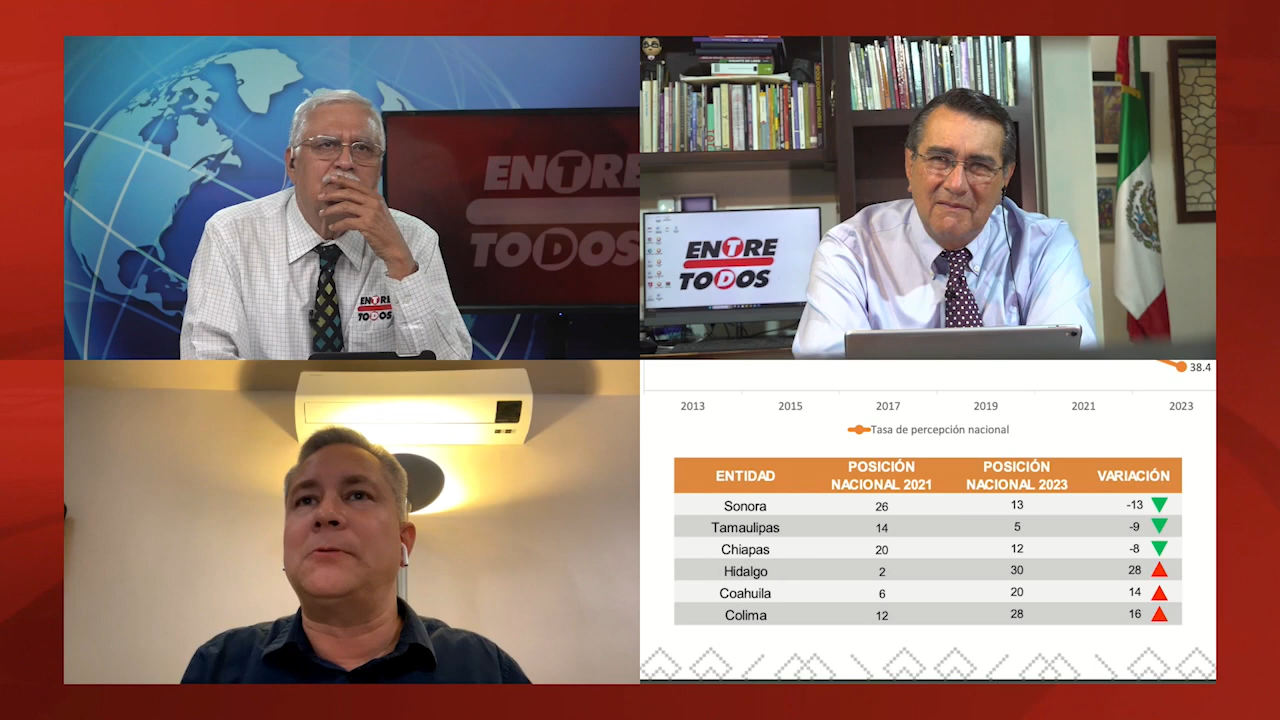 ENTRE
TODOS
ENTRE
TODOS
ENTRE
TODOS
38.4
2013 2015 2017 2019 2021 2023
Tasa de percepción nacional
ENTIDAD POSICIÓN NACIONAL 2021 POSICIÓN NACIONAL 2023 VARIACIÓN
Sonora 26 13 -13
Tamaulipas 14 5 -9
Chiapas 20 12 -8
Hidalgo 2 30 28
Coahuila 6 20 14
Colima 12 28 16